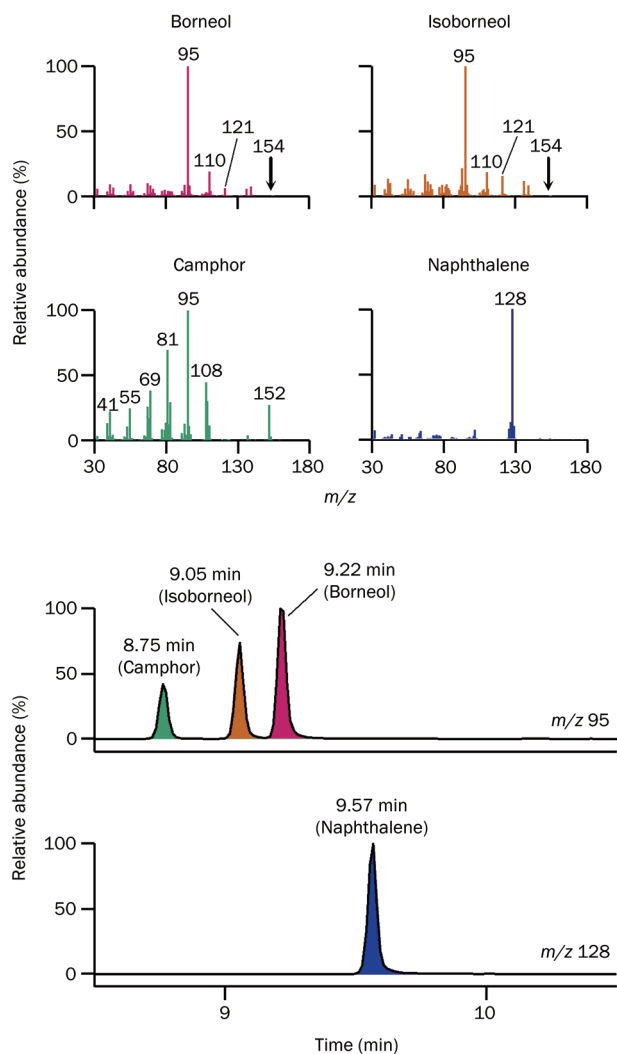 Borneol
Isoborneol
100
50
0
95
110
121
154
95
110
121
154
Relative abundance (%)
Camphor
Naphthalene
100
50
0
41
55
69
81
95
108
152
128
30
80
130
180
30
80
130
180
m/z
9.05 min
(Isoborneol)
9.22 min
(Borneol)
8.75 min
(Camphor)
100
50
0
m/z 95
Relative abundance (%)
9.57 min
(Naphthalene)
100
50
0
m/z 128
9
10
Time (min)